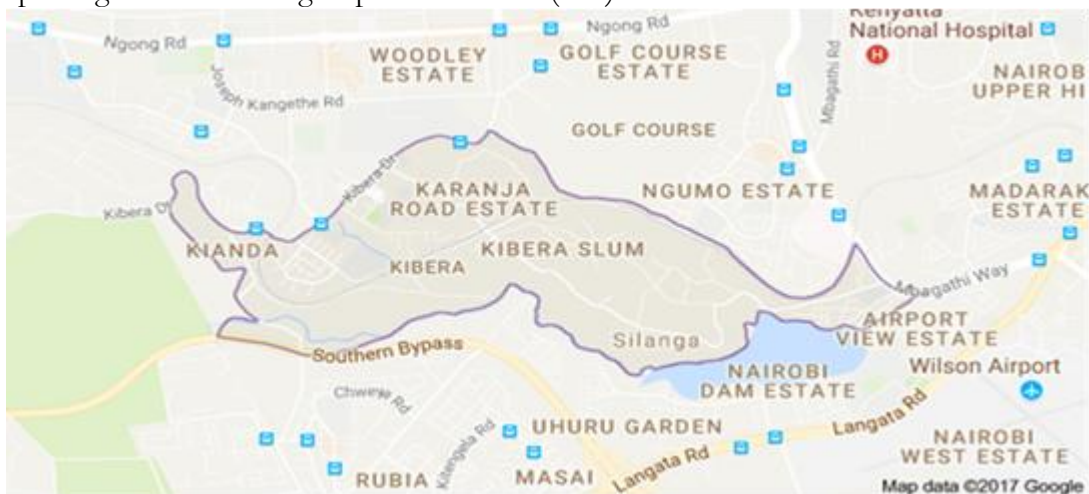 Ngong Rd
Ngong Rd
Kenyatta
National Hospital
H
WOODLEY
ESTATE
GOLF COURSE
ESTATE
Mbagathi Rd
NAIROB
UPPER HI
Joseph Kangethe Rd
GOLF COURSE
Kibera Dr
KARANJA
ROAD ESTATE
NGUMO ESTATE
MADARAK
ESTATE
Kibera Dr
KIANDA
KIBERA
KIBERA SLUM
Mbagathi Way
Silanga
AIRPORT
VIEW ESTATE
Southern Bypass
NAIROBI
DAM ESTATE
Wilson Airport
Chwinje Rd
Kitengela Rd
UHURU GARDEN
Langata Rd
NAIROBI
WEST ESTATE
RUBIA
MASAI
Langata Rd
Map data ©2017 Google